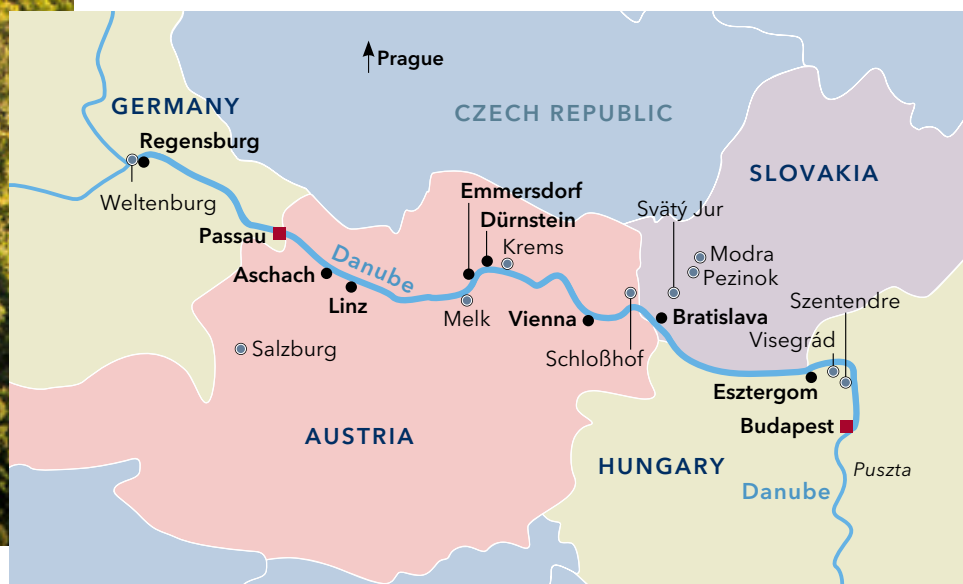 Prague
GERMANY
CZECH REPUBLIC
Regensburg
SLOVAKIA
Weltenburg
Emmersdorf
Dürnstein
Svätý Jur
Passau
Krems
Modra
Danube
Pezinok
Aschach
Linz
Szentendre
Melk
Vienna
Bratislava
Visegrád
Salzburg
Schloßhof
Esztergom
Budapest
AUSTRIA
HUNGARY
Puszta
Danube